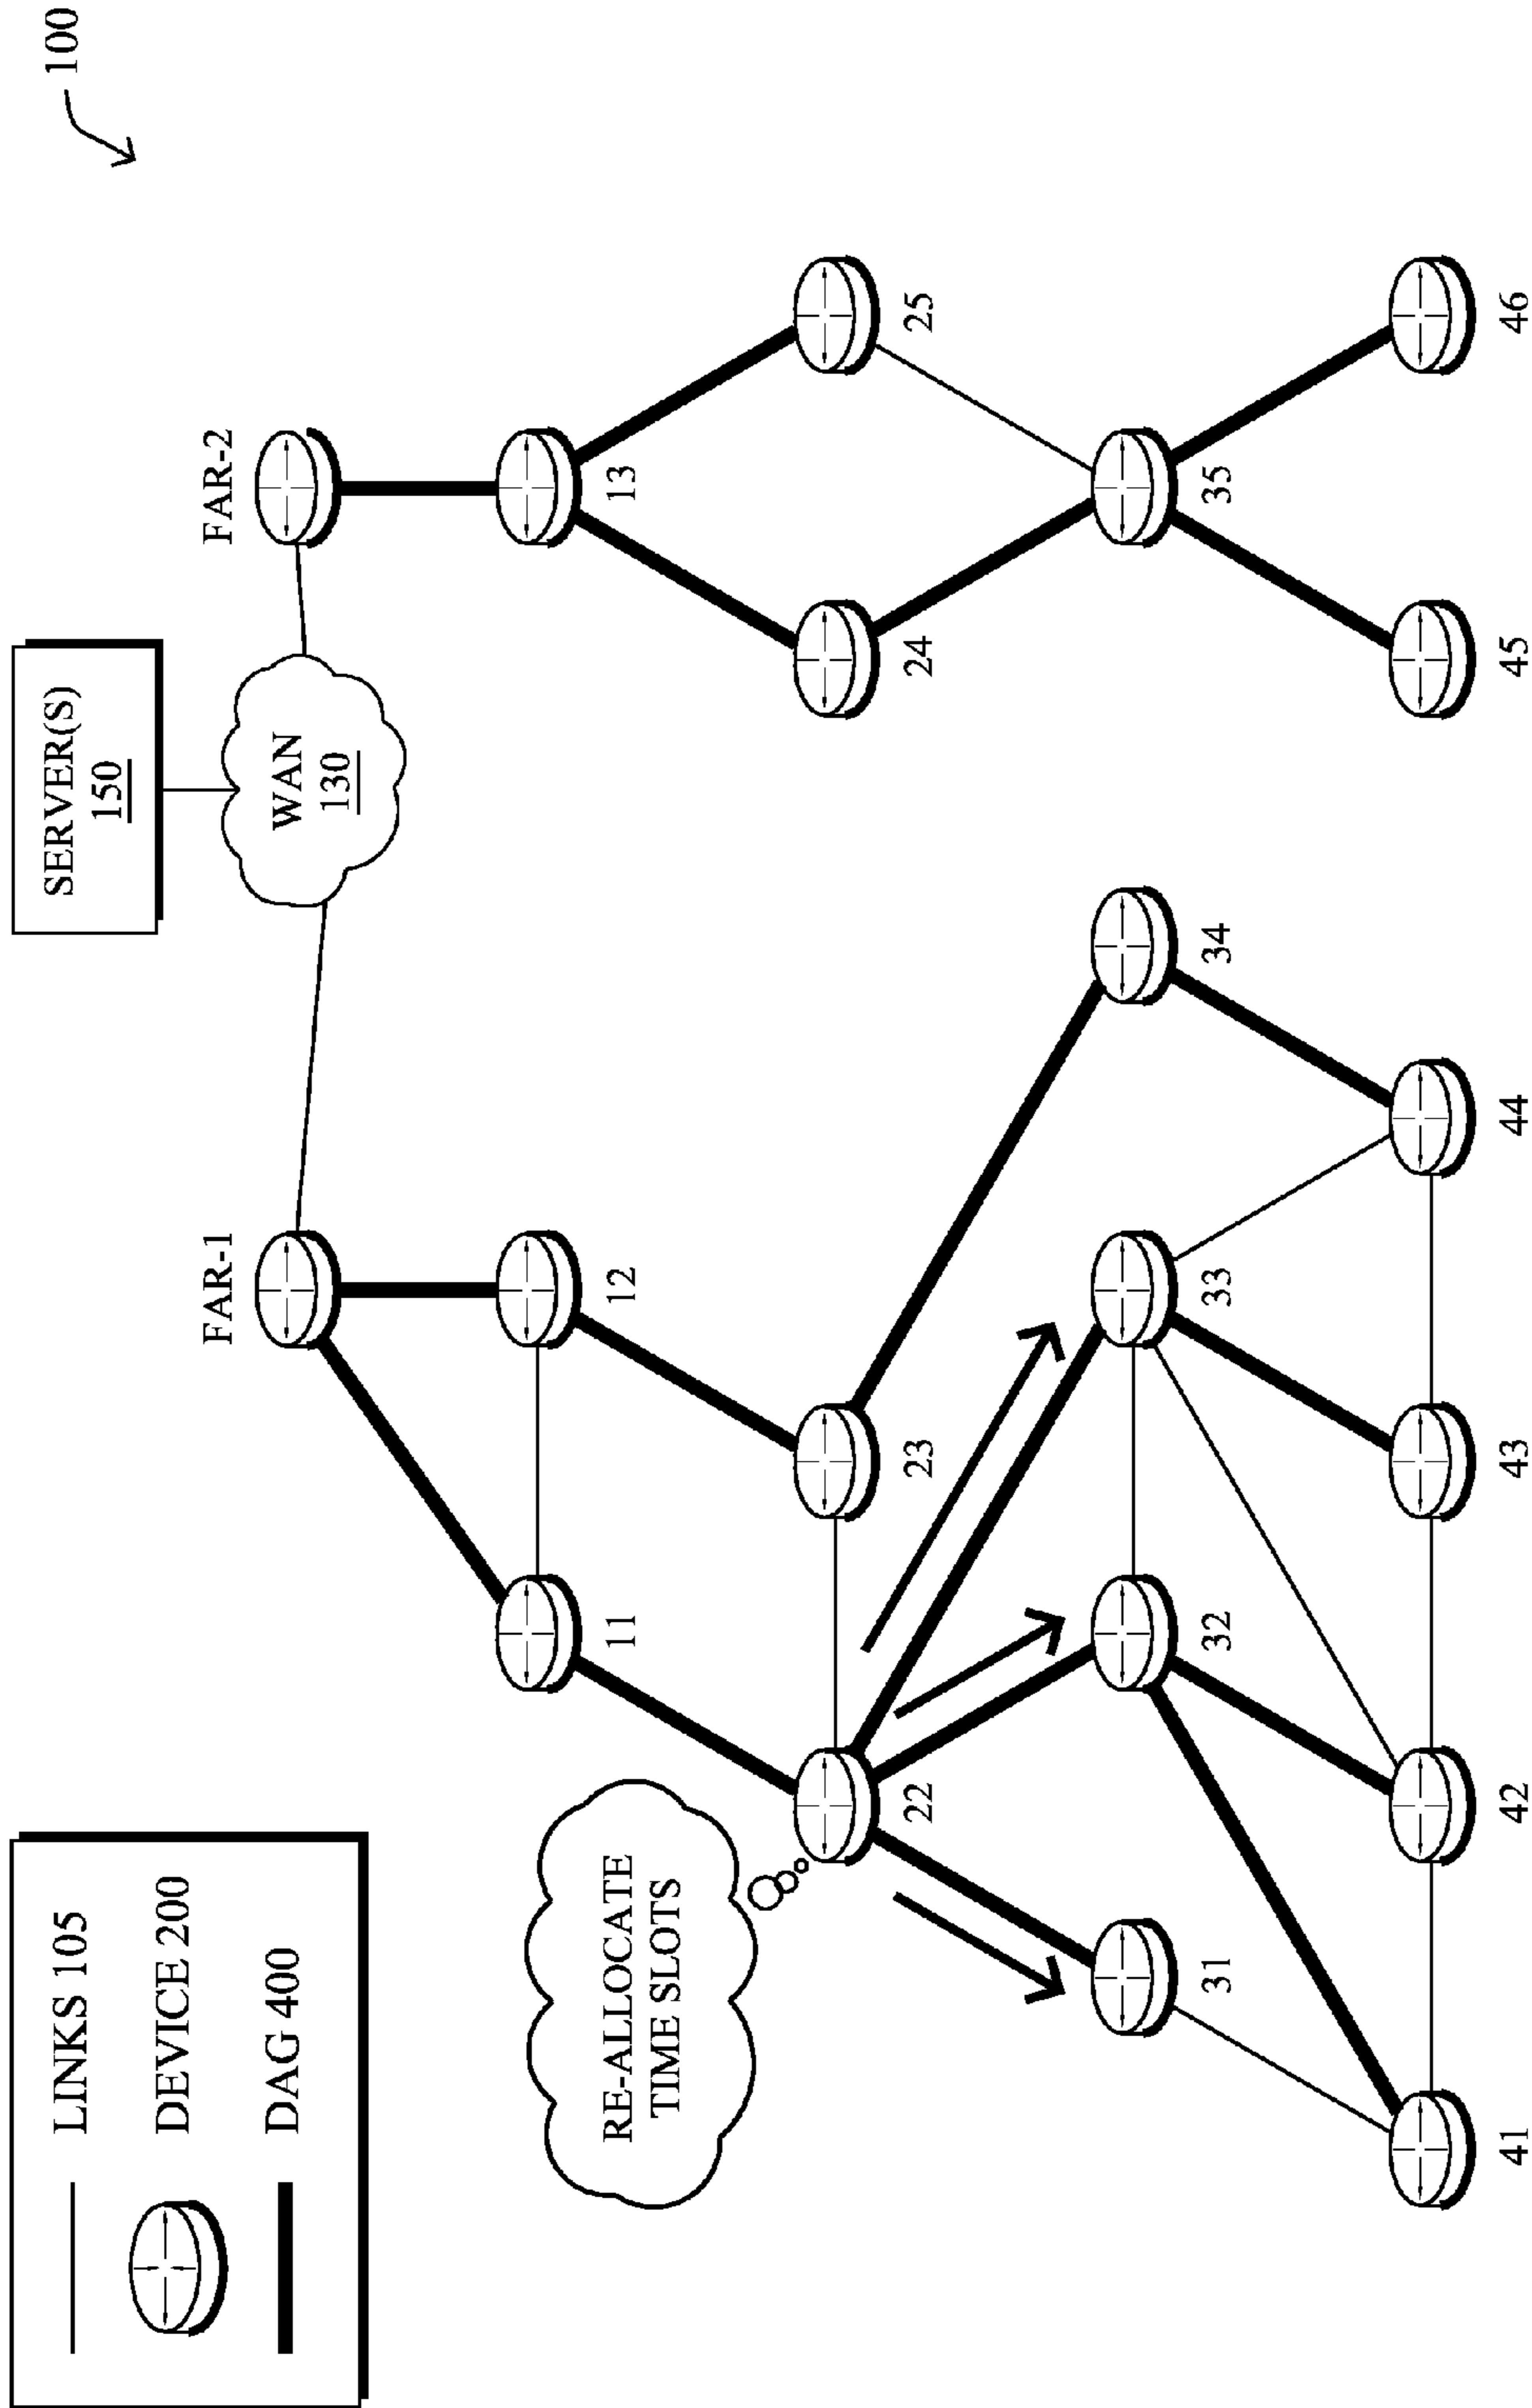 100
SERVER(S)
150
WAN
130
FAR-1
FAR-2
LINKS 105
DEVICE 200
DAG 400
RE-ALLOCATE
TIME SLOTS
11
12
13
22
23
24
25
31
32
33
34
35
41
42
43
44
45
46